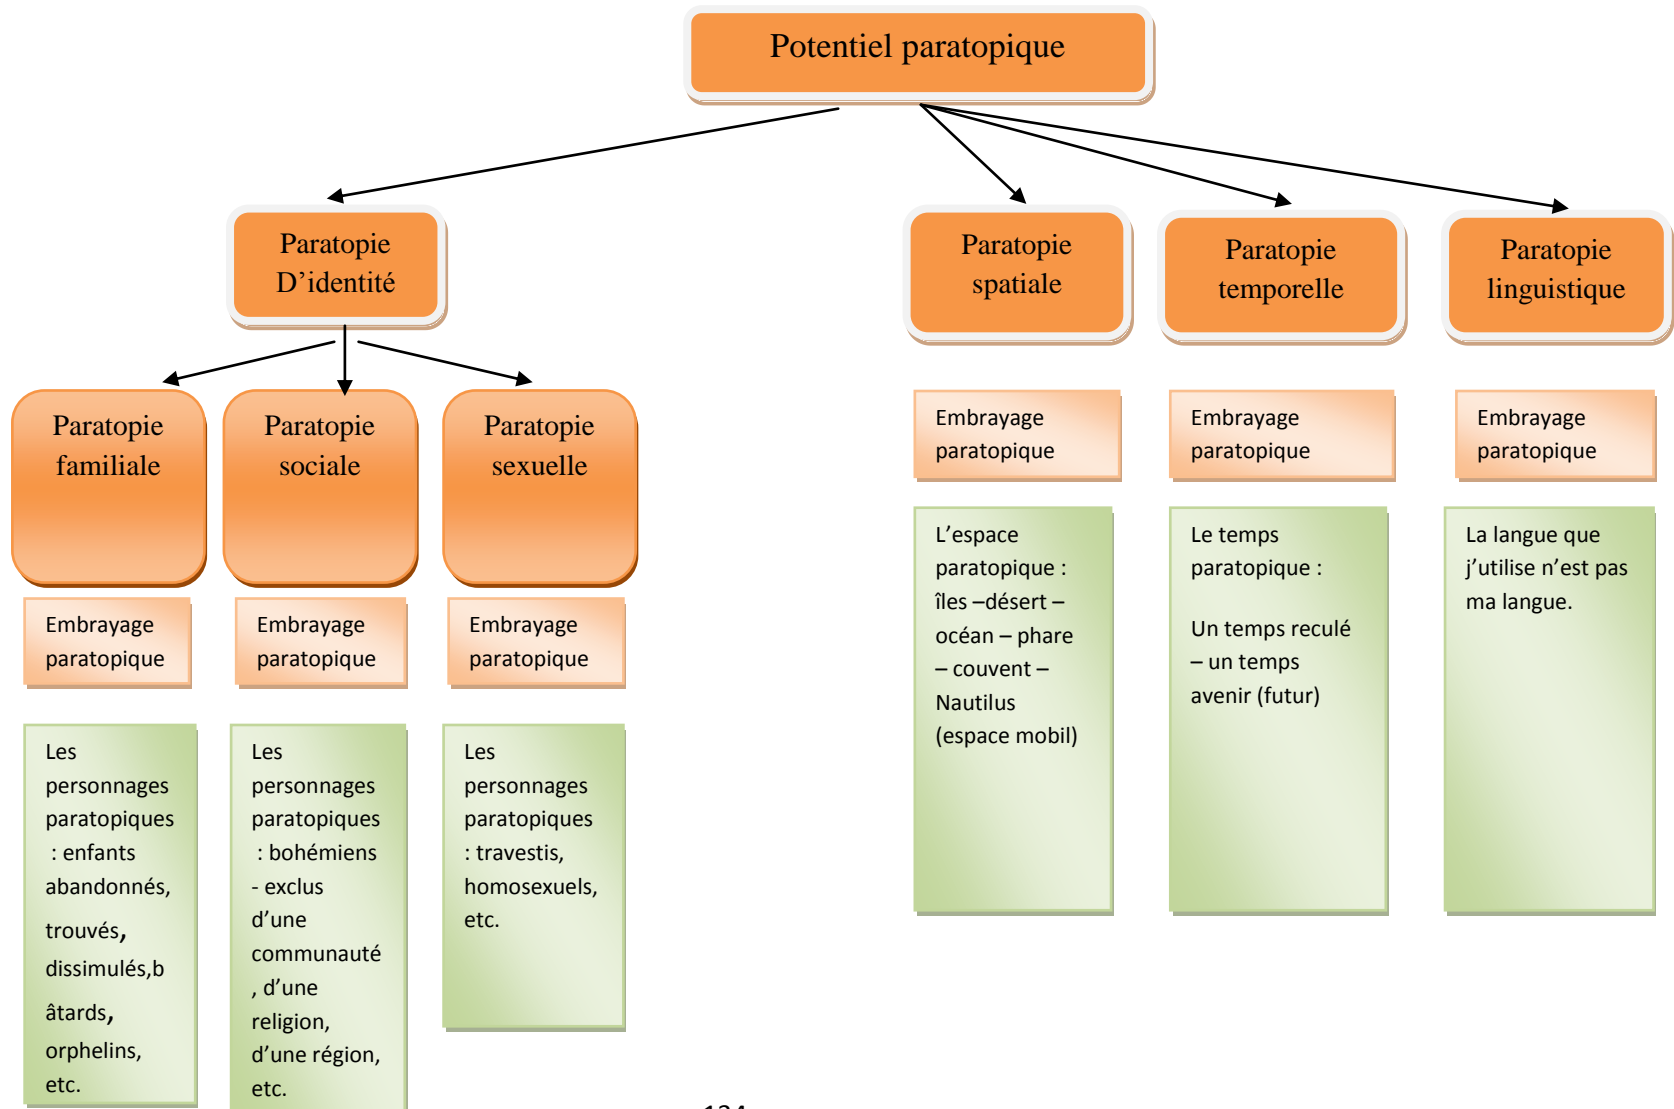 Potentiel paratopique
Paratopie
D’identité
Paratopie
spatiale
Paratopie
temporelle
Paratopie
linguistique
Paratopie
familiale
Paratopie
sociale
Paratopie
sexuelle
Embrayage
paratopique
Embrayage
paratopique
Embrayage
paratopique
L’espace
paratopique :
îles –désert –
océan – phare
– couvent –
Nautilus
(espace mobil)
Le temps
paratopique :
Un temps reculé
– un temps
avenir (futur)
La langue que
j’utilise n’est pas
ma langue.
Embrayage
paratopique
Embrayage
paratopique
Embrayage
paratopique
Les
personnages
paratopiques
: enfants
abandonnés,
trouvés,
dissimulés,b
âtards,
orphelins,
etc.
Les
personnages
paratopiques
: bohémiens
- exclus
d’une
communauté
, d’une
religion,
d’une région,
etc.
Les
personnages
paratopiques
: travestis,
homosexuels,
etc.